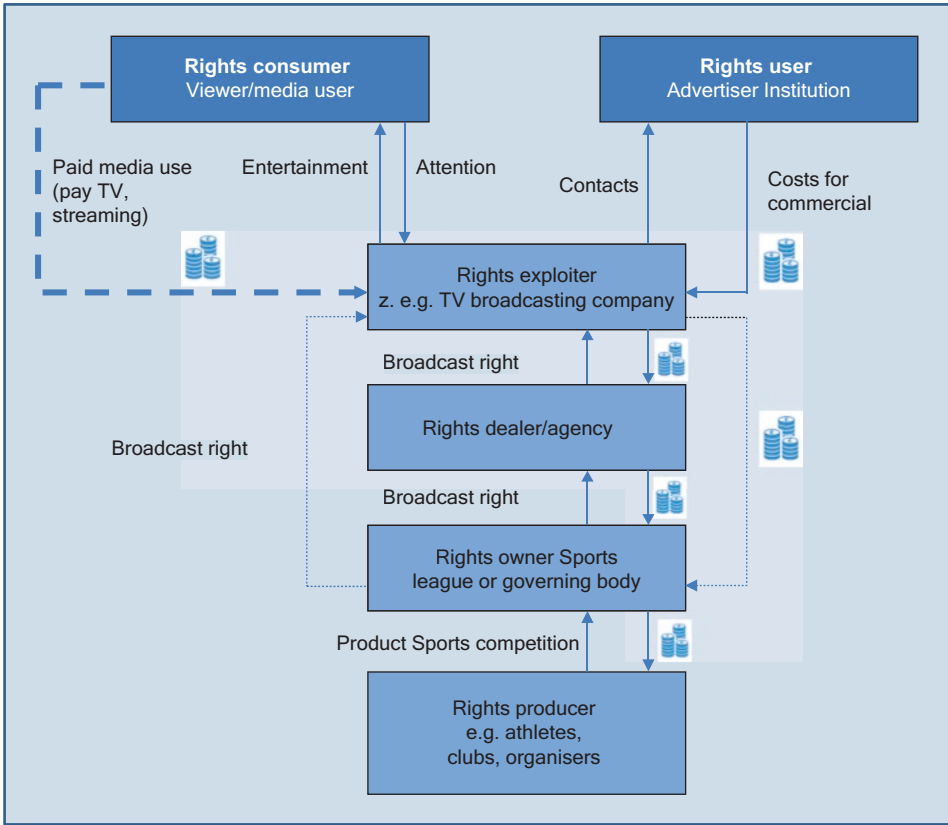 Rights consumer
Viewer/media user
Rights user
Advertiser Institution
Paid media use
(pay TV,
streaming)
Entertainment
Attention
Contacts
Costs for
commercial
Rights exploiter
z. e.g. TV broadcasting company
Broadcast right
Rights dealer/agency
Broadcast right
Broadcast right
Rights owner Sports
league or governing body
Product Sports competition
Rights producer
e.g. athletes,
clubs, organisers